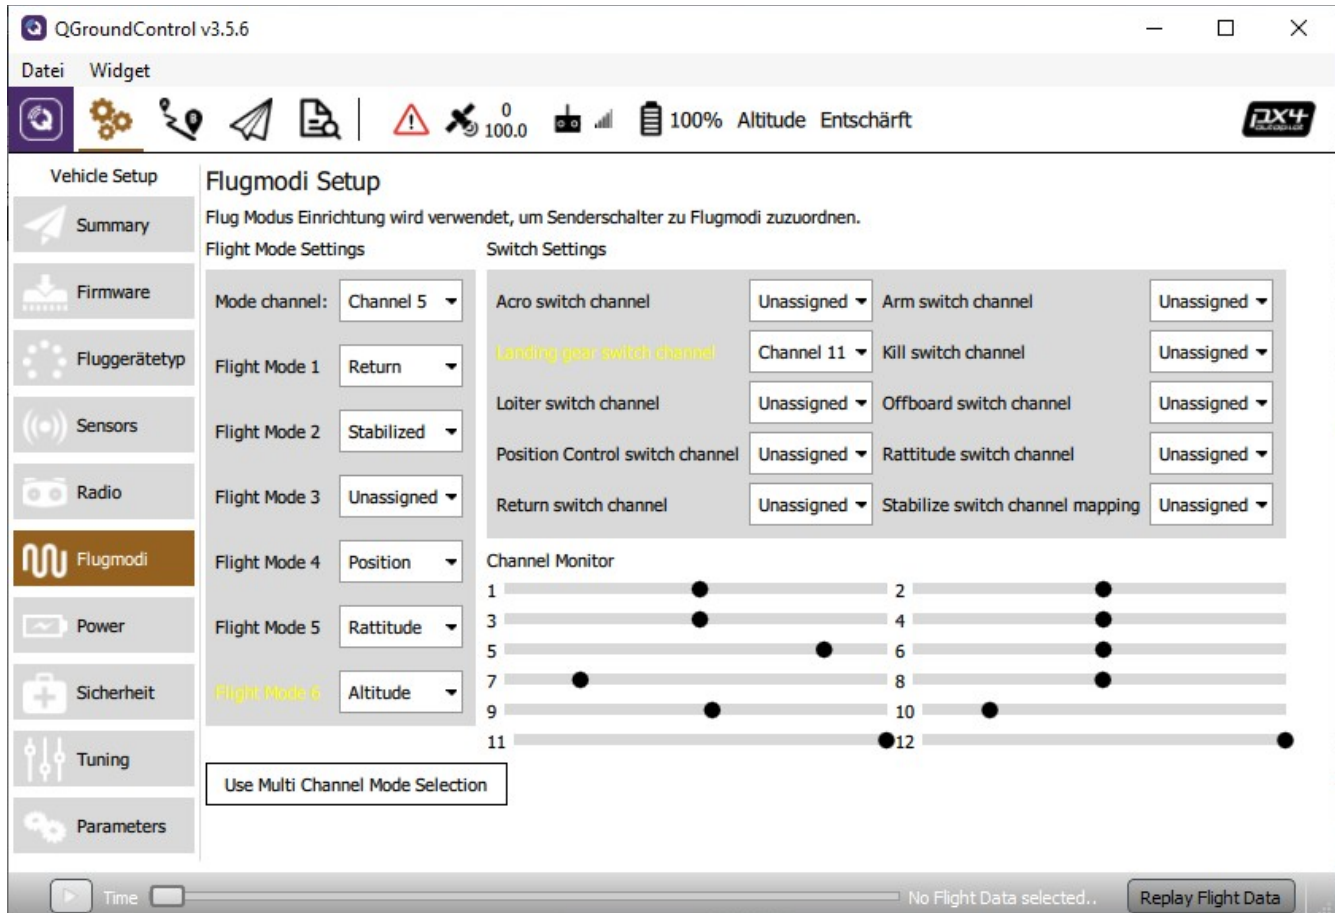 QGroundControl v3.5.6
Datei Widget
0
100.0
100% Altitude Entschärft
px4
autopilot
Vehicle Setup
Summary
Firmware
Fluggerätetyp
Sensors
Radio
Flugmodi
Power
Sicherheit
Tuning
Parameters
Flugmodi Setup
Flug Modus Einrichtung wird verwendet, um Senderschalter zu Flugmodi zuzuordnen.
Flight Mode Settings
Mode channel: Channel 5
Flight Mode 1 Return
Flight Mode 2 Stabilized
Flight Mode 3 Unassigned
Flight Mode 4 Position
Flight Mode 5 Rattitude
Flight Mode 6 Altitude
Use Multi Channel Mode Selection
Switch Settings
Acro switch channel Unassigned Arm switch channel Unassigned
Landing gear switch channel Channel 11 Kill switch channel Unassigned
Loiter switch channel Unassigned Offboard switch channel Unassigned
Position Control switch channel Unassigned Rattitude switch channel Unassigned
Return switch channel Unassigned Stabilize switch channel mapping Unassigned
Channel Monitor
1 2
3 4
5 6
7 8
9 10
11 12
Time No Flight Data selected.. Replay Flight Data